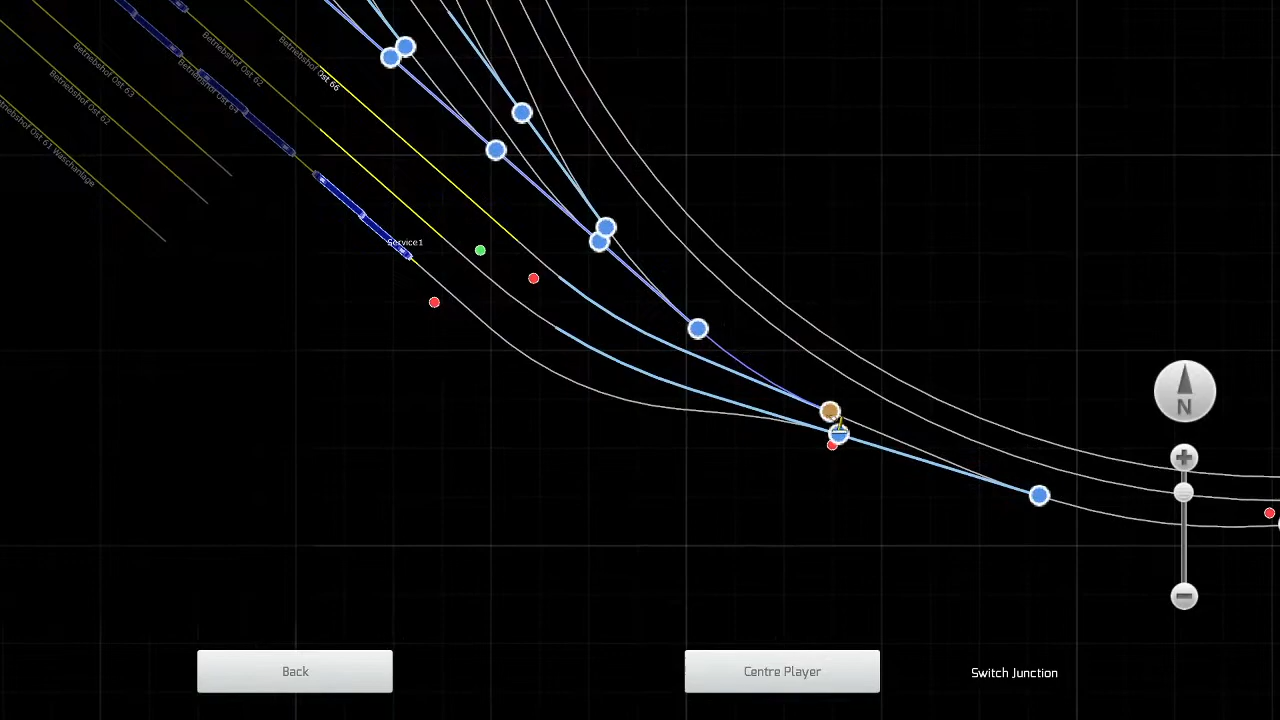 Betriebshof Ost 66
Betriebshof Ost 62
Betriebshof Ost 63
Betriebshof Ost 64
Betriebshof Ost 62
Betriebshof Ost 61 Waschanlage
Service1
N
Back
Centre Player
Switch Junction